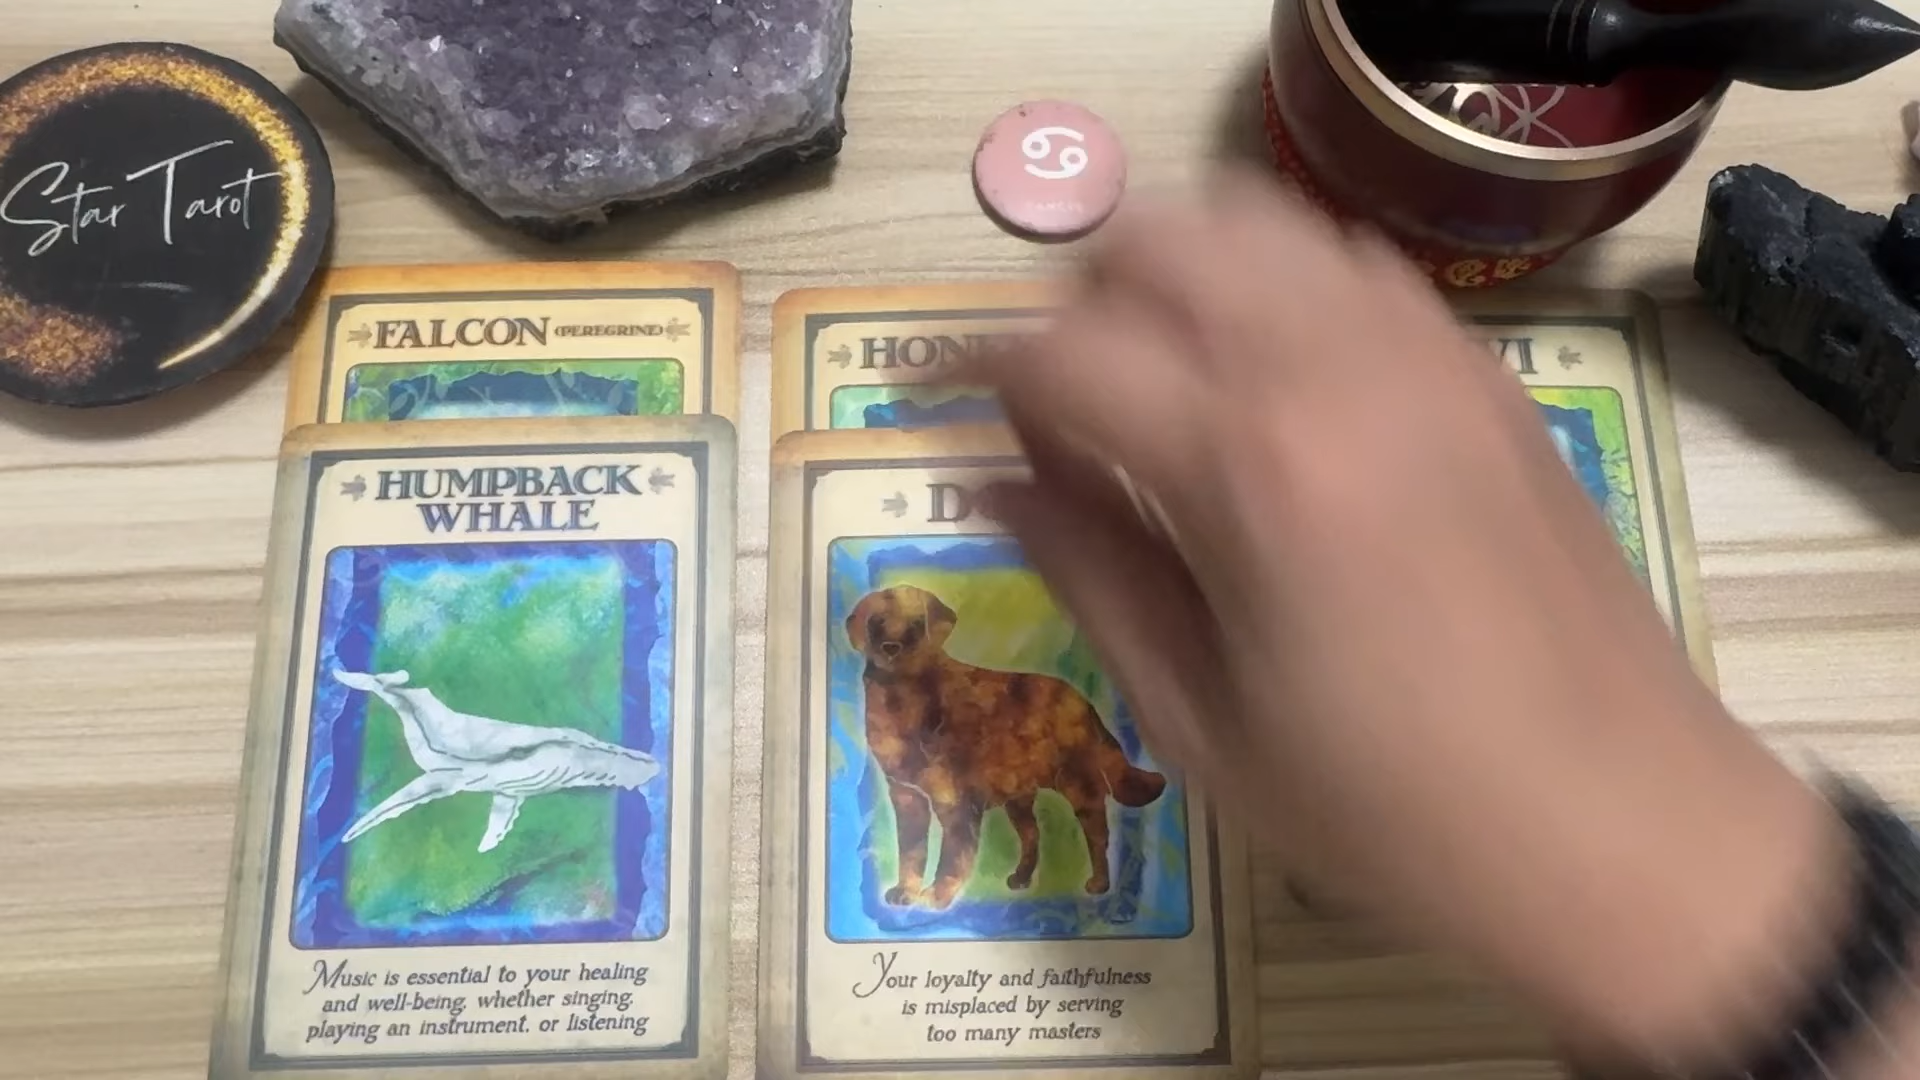 Star Tarot
CANCER
FALCON (PEREGRINE)
HUMPBACK
WHALE
Music is essential to your healing
and well-being, whether singing,
playing an instrument, or listening
Your loyalty and faithfulness
is misplaced by serving
too many masters